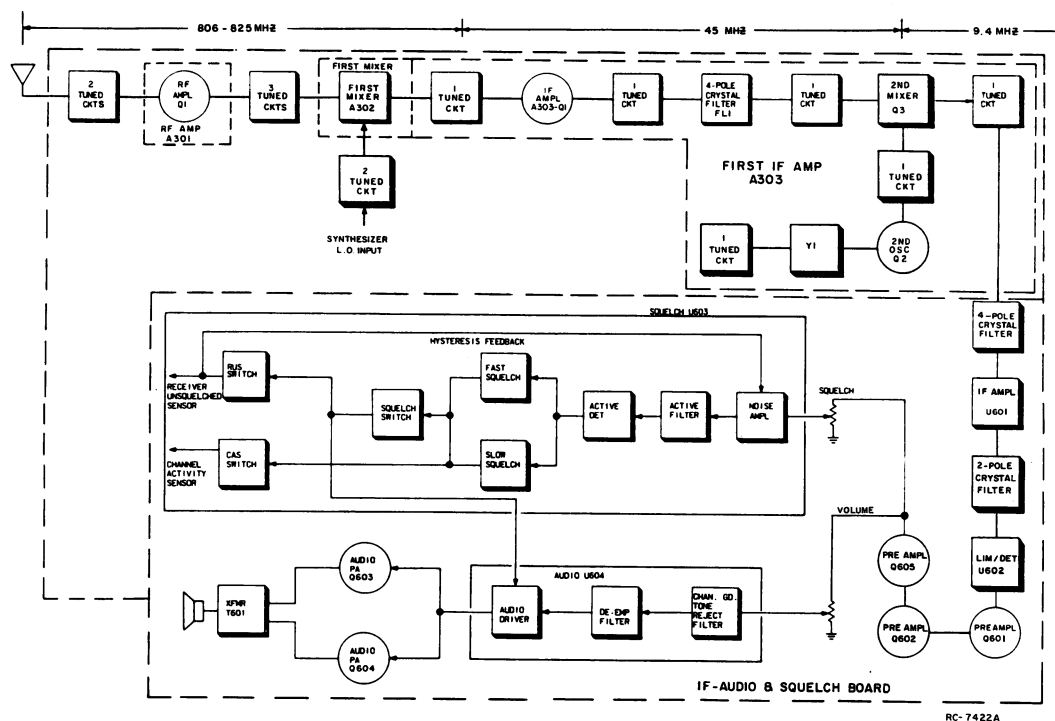 806-825 MHZ
45 MHZ
9.4 MHZ
2
TUNED
CKTS
RF
AMPL
Q1
RF AMP
A301
3
TUNED
CKTS
FIRST MIXER
FIRST
MIXER
A302
1
TUNED
CKT
IF
AMPL
A303-Q1
1
TUNED
CKT
4-POLE
CRYSTAL
FILTER
FL1
1
TUNED
CKT
2ND
MIXER
Q3
1
TUNED
CKT
2
TUNED
CKT
SYNTHESIZER
L.O. INPUT
FIRST IF AMP
A303
1
TUNED
CKT
1
TUNED
CKT
Y1
2ND
OSC
Q2
SQUELCH U603
HYSTERESIS FEEDBACK
RUS
SWITCH
RECEIVER
UNSQUELCHED
SENSOR
FAST
SQUELCH
SQUELCH
SWITCH
ACTIVE
DET
ACTIVE
FILTER
NOISE
AMPL
SQUELCH
CAS
SWITCH
CHANNEL
ACTIVITY
SENSOR
SLOW
SQUELCH
4-POLE
CRYSTAL
FILTER
IF AMPL
U601
2-POLE
CRYSTAL
FILTER
VOLUME
LIM/DET
U602
PRE AMPL
Q605
PRE AMPL
Q602
PREAMPL
Q601
AUDIO U604
AUDIO
PA
Q603
XFMR
T601
AUDIO
DRIVER
DE-EMP
FILTER
CHAN. GD.
TONE
REJECT
FILTER
AUDIO
PA
Q604
IF-AUDIO & SQUELCH BOARD
RC-7422A